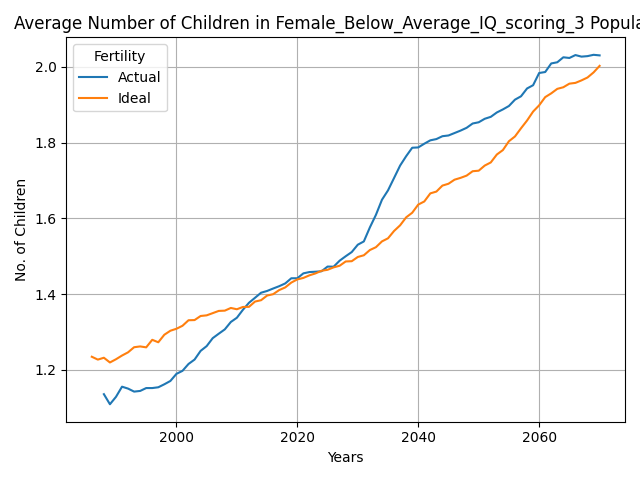 Average Number of Children in Female_Below_Average_IQ_scoring_3 Popula
Fertility
Actual
Ideal
No. of Children
2.0
1.8
1.6
1.4
1.2
2000 2020 2040 2060
Years